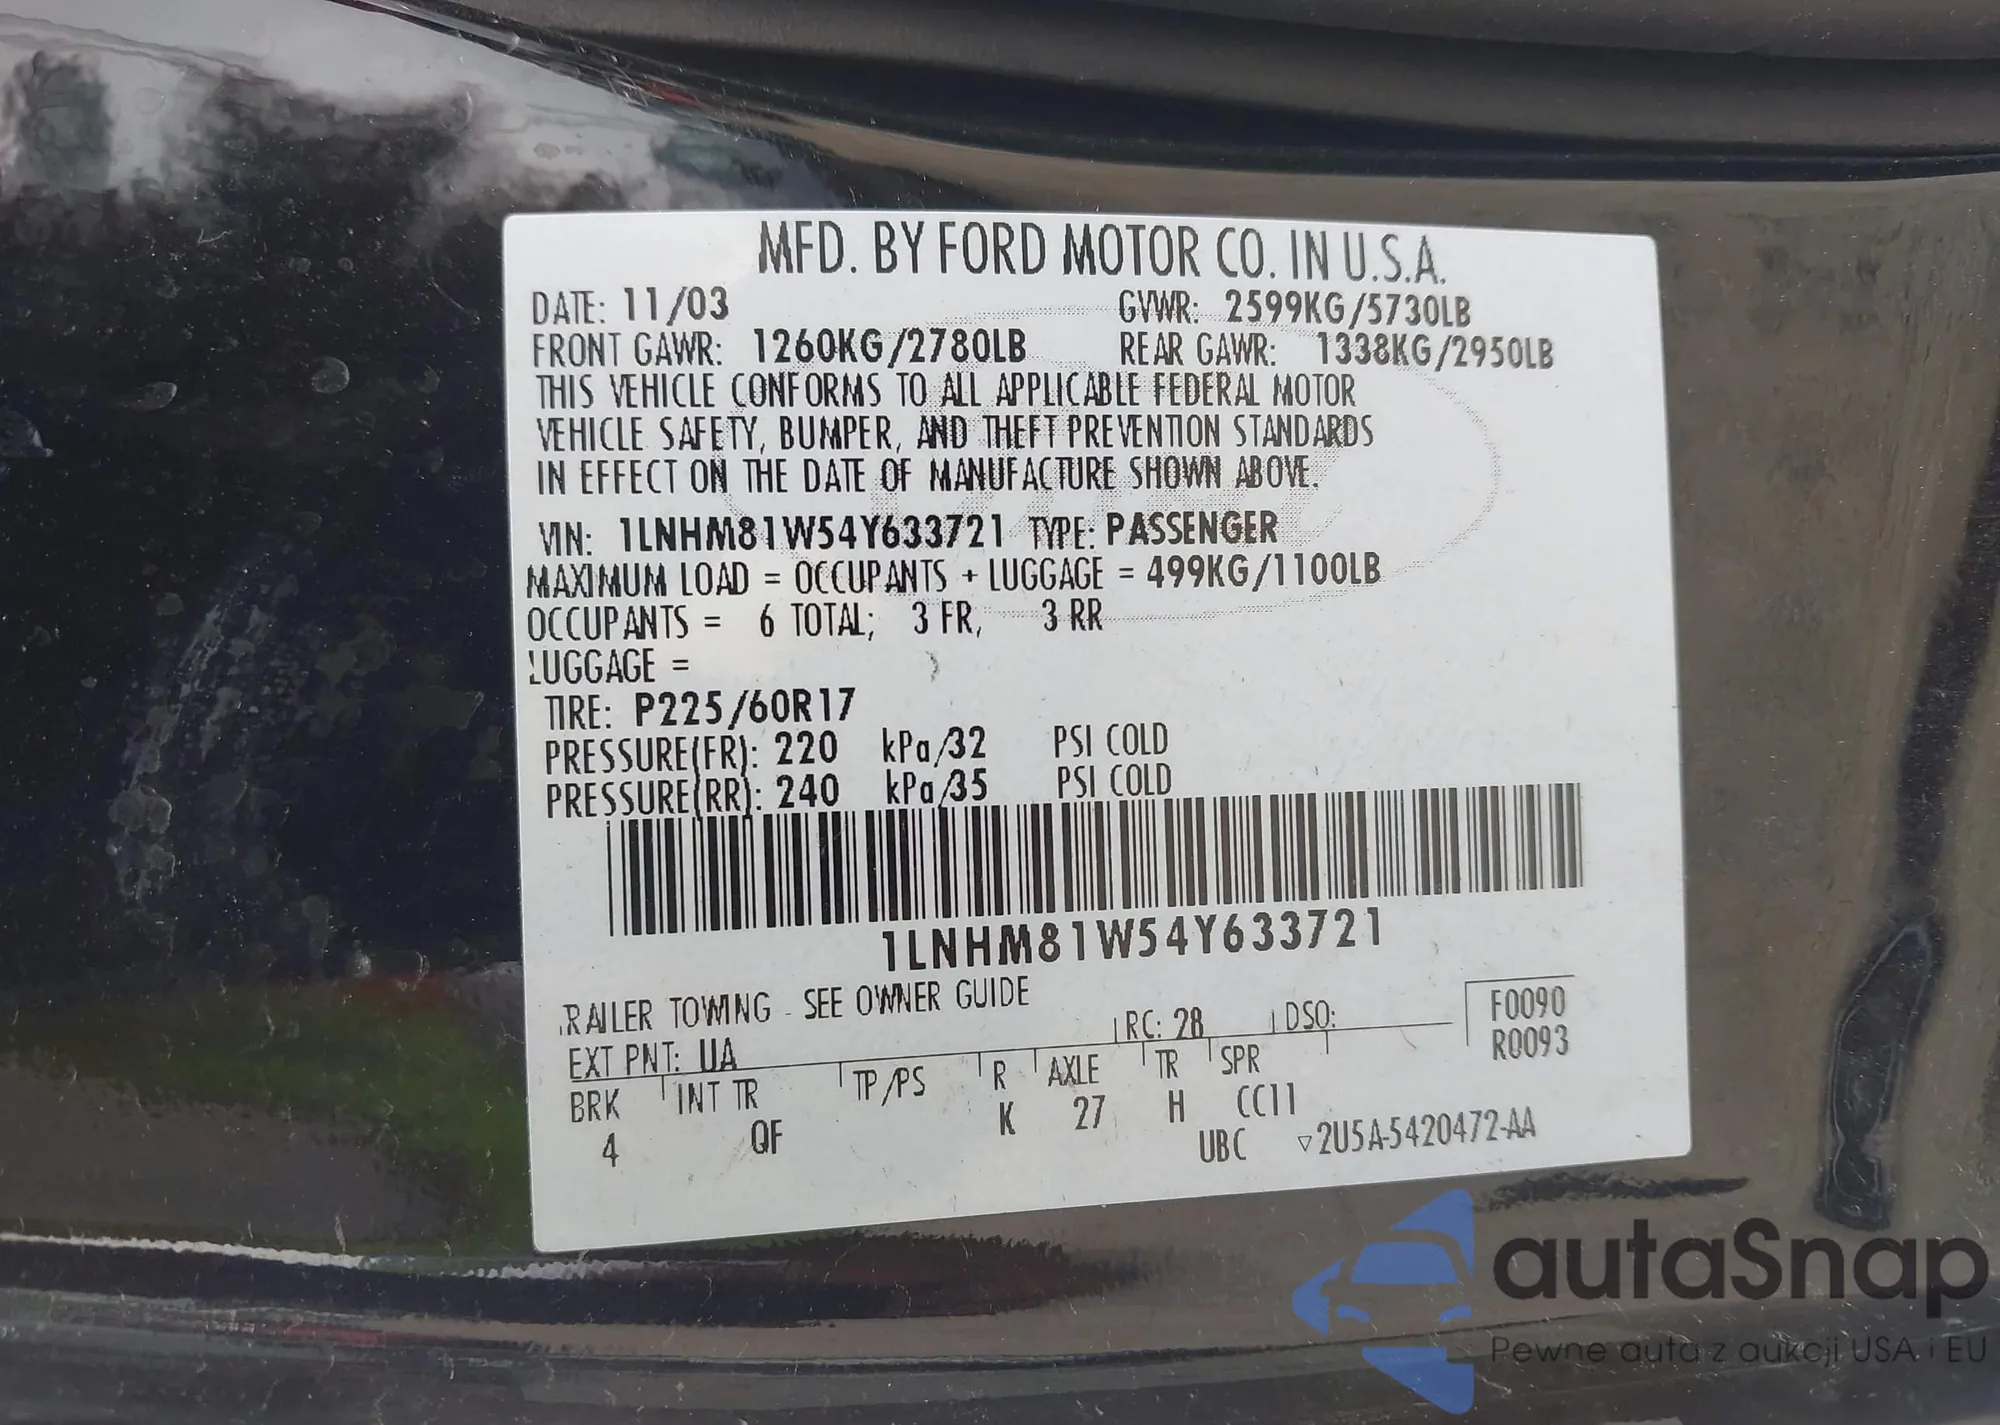 MFD. BY FORD MOTOR CO. IN U.S.A.
DATE: 11/03 GVWR: 2599KG/5730LB
FRONT GAWR: 1260KG/2780LB REAR GAWR: 1338KG/2950LB
THIS VEHICLE CONFORMS TO ALL APPLICABLE FEDERAL MOTOR
VEHICLE SAFETY, BUMPER, AND THEFT PREVENTION STANDARDS
IN EFFECT ON THE DATE OF MANUFACTURE SHOWN ABOVE.
VIN: 1LNHM81W54Y633721 TYPE: PASSENGER
MAXIMUM LOAD = OCCUPANTS + LUGGAGE = 499KG/1100LB
OCCUPANTS = 6 TOTAL; 3 FR, 3 RR
LUGGAGE =
TIRE: P225/60R17
PRESSURE(FR): 220 kPa/32 PSI COLD
PRESSURE(RR): 240 kPa/35 PSI COLD
1LNHM81W54Y633721
TRAILER TOWING - SEE OWNER GUIDE
EXT PNT: UA RC: 28 DSO: F0090
R0093
BRK INT TR TP/PS R AXLE TR SPR
4 QF K 27 H CC11
UBC ▽2U5A-5420472-AA
autaSnap
Pewne auta z aukcji USA i EU